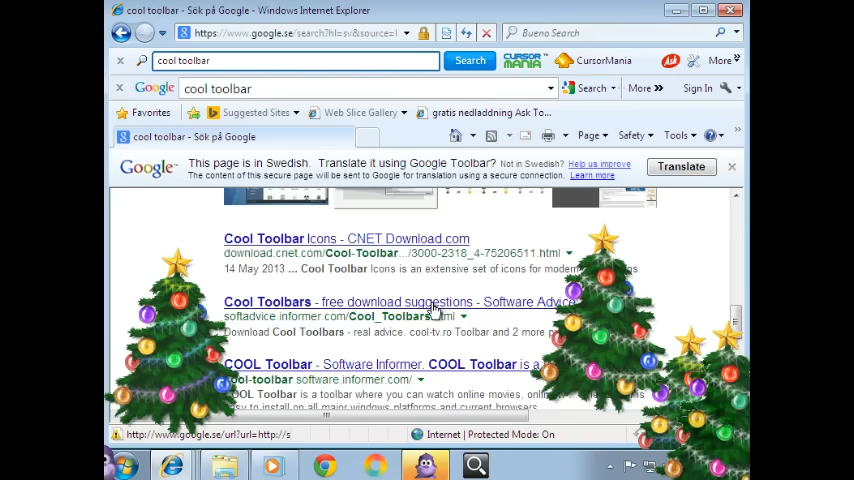 cool toolbar - Sök på Google - Windows Internet Explorer
https://www.google.se/search?hl=sv&source=l
Bueno Search
cool toolbar Search CURSOR MANIA CursorMania Ask More
Google cool toolbar Search More Sign In
Favorites Suggested Sites Web Slice Gallery gratis nedladdning Ask To...
cool toolbar - Sök på Google Page Safety Tools
Google This page is in Swedish. Translate it using Google Toolbar? Not in Swedish? Help us improve Translate
The content of this secure page will be sent to Google for translation using a secure connection. Learn more
Cool Toolbar Icons - CNET Download.com
download.cnet.com/Cool-Toolbar.../3000-2318_4-75206511.html
14 May 2013 ... Cool Toolbar Icons is an extensive set of icons for modern
Cool Toolbars - free download suggestions - Software Advice
softadvice.informer.com/Cool_Toolbars.html
Download Cool Toolbars - real advice. cool-tv.ro Toolbar and 2 more
COOL Toolbar - Software Informer. COOL Toolbar is a
cool-toolbar.software.informer.com/
COOL Toolbar is a toolbar where you can watch online movies,
easy to install on all major windows platforms and current browsers.
http://www.google.se/url?url=http://s Internet | Protected Mode: On